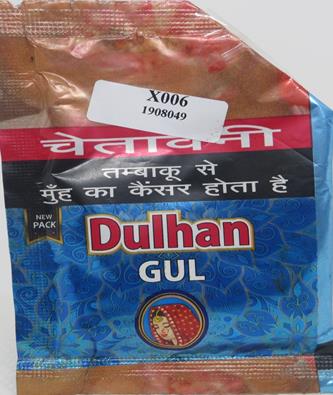 X006
1908049
चेतावनी
तम्बाकू से
मुँह का कैंसर होता है
NEW
PACK
Dulhan
GUL